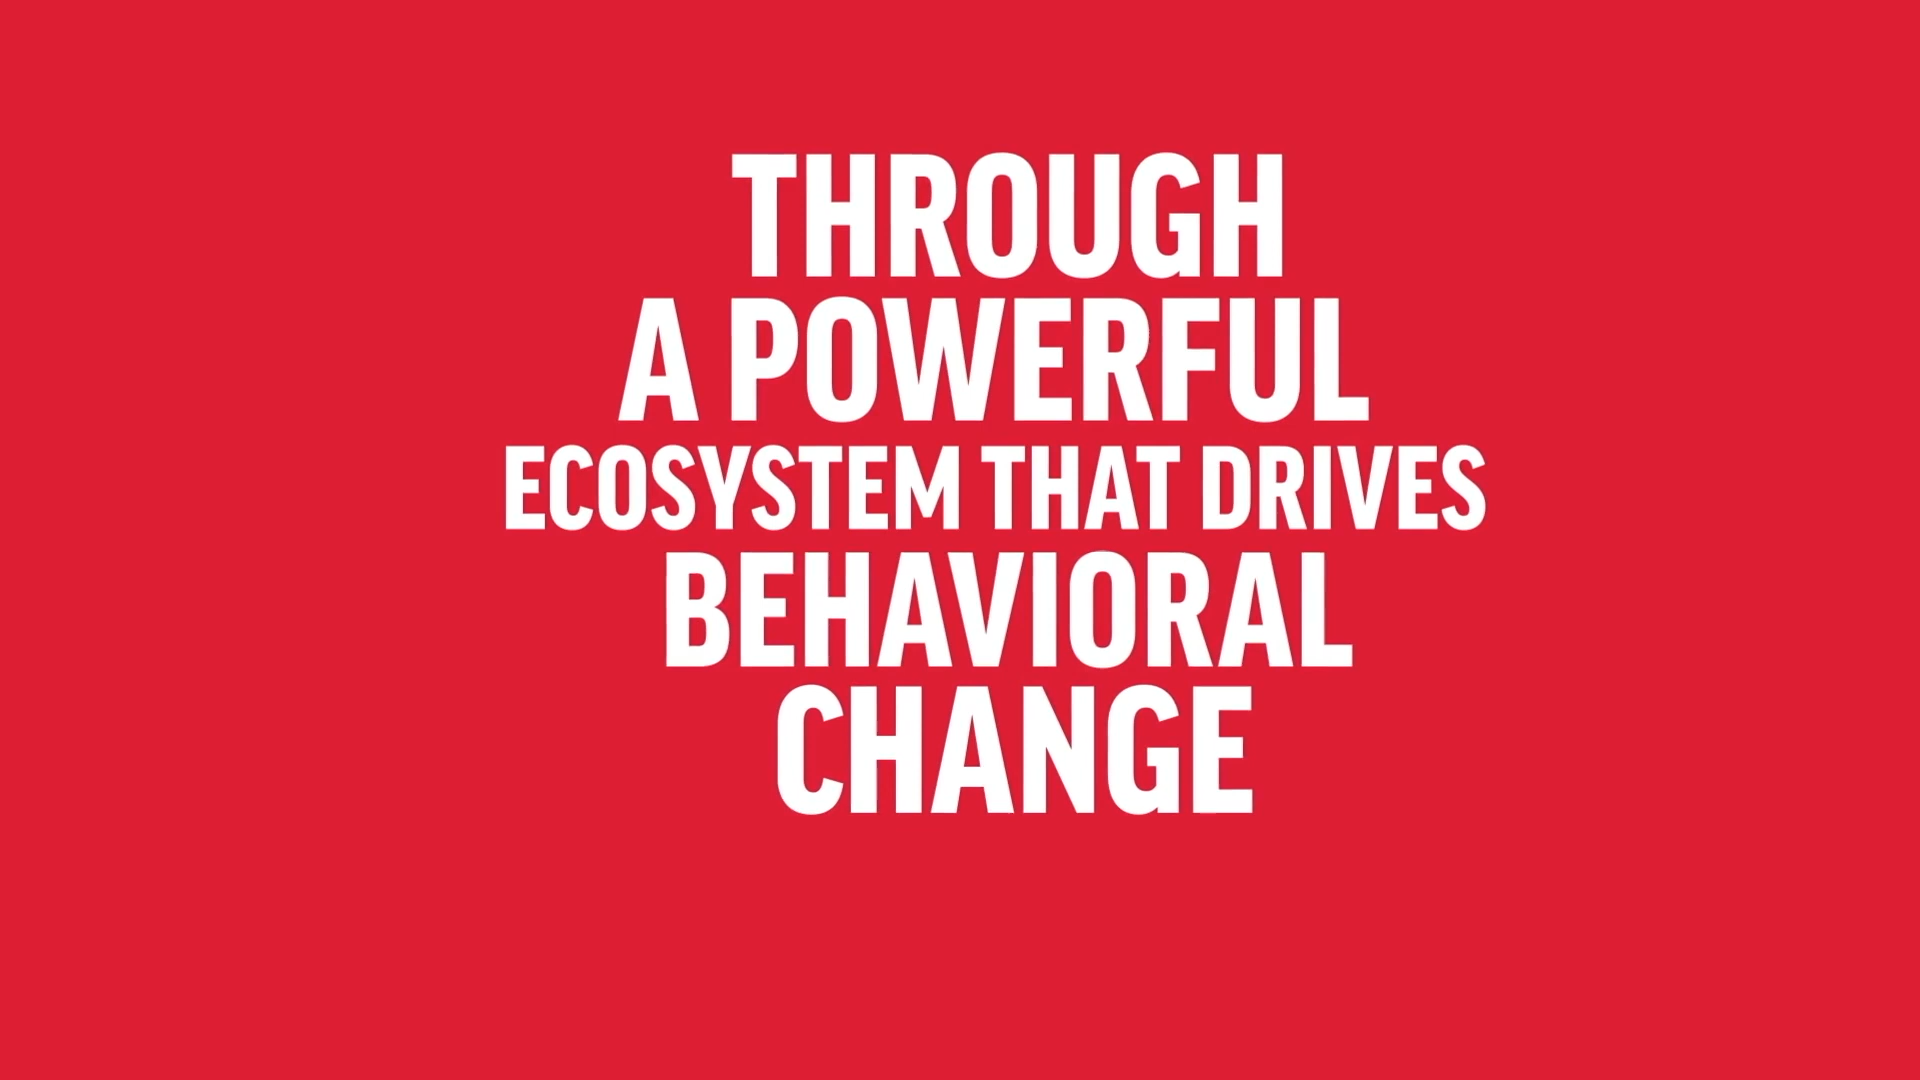 THROUGH
A POWERFUL
ECOSYSTEM THAT DRIVES
BEHAVIORAL
CHANGE